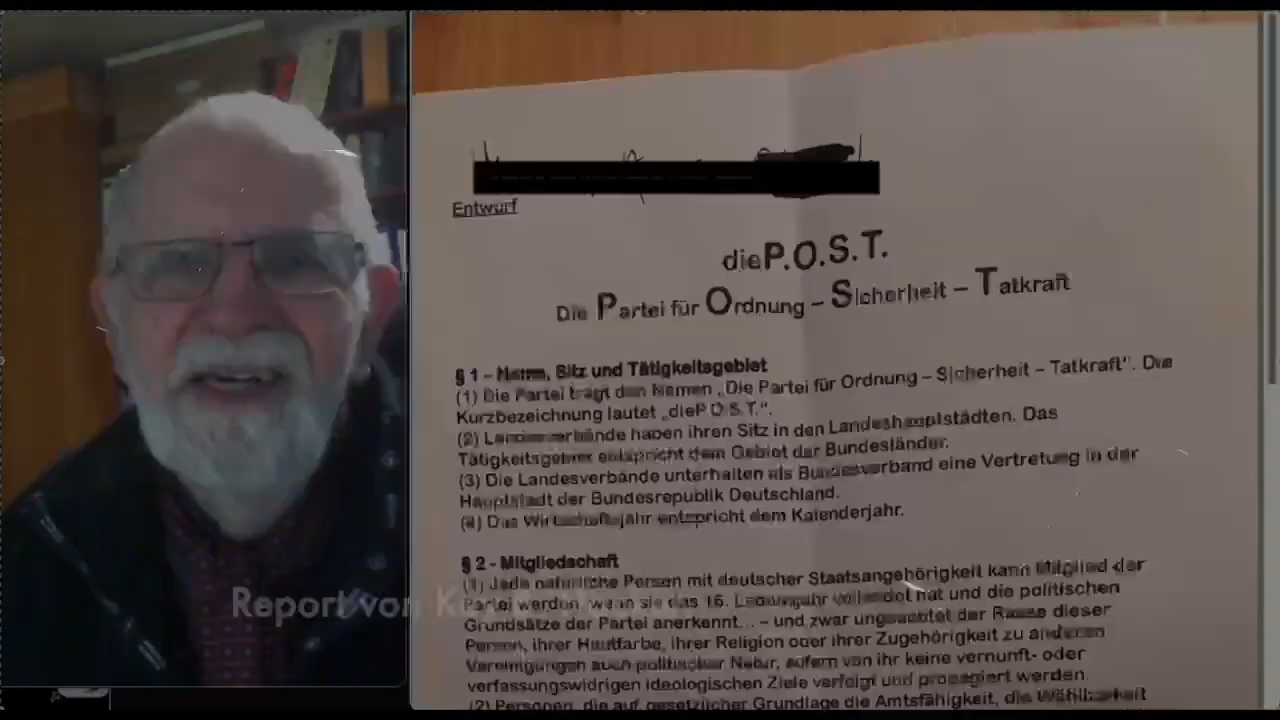 Entwurf
dieP.O.S.T.
Die Partei für Ordnung – Sicherheit – Tatkraft
§ 1 - Name, Sitz und Tätigkeitsgebiet
(1) Die Partei trägt den Namen „Die Partei für Ordnung – Sicherheit – Tatkraft“. Die
Kurzbezeichnung lautet „dieP.O.S.T.“.
(2) Landesverbände haben ihren Sitz in den Landeshauptstädten. Das
Tätigkeitsgebiet entspricht dem Gebiet der Bundesländer.
(3) Die Landesverbände unterhalten als Bundesverband eine Vertretung in der
Hauptstadt der Bundesrepublik Deutschland.
(4) Das Wirtschaftsjahr entspricht dem Kalenderjahr.
§ 2 - Mitgliedschaft
(1) Jede natürliche Person mit deutscher Staatsangehörigkeit kann Mitglied der
Partei werden, wenn sie das 16. Lebensjahr vollendet hat und die politischen
Grundsätze der Partei anerkennt... – und zwar ungeachtet der Rasse dieser
Person, ihrer Hautfarbe, ihrer Religion oder ihrer Zugehörigkeit zu anderen
Vereinigungen auch politischer Natur, sofern von ihr keine vernunft- oder
verfassungswidrigen ideologischen Ziele verfolgt und propagiert werden.
(2) Personen, die auf gesetzlicher Grundlage die Amtsfähigkeit, die Wählbarkeit
Report von